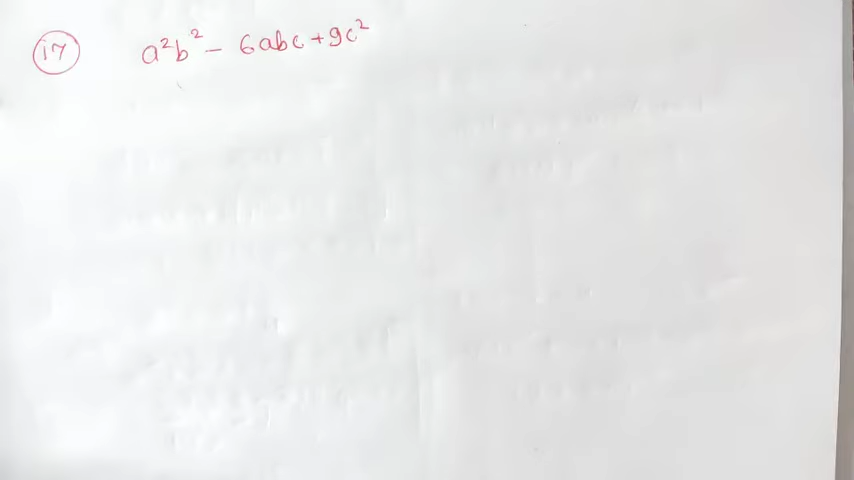 17 a²b² - 6abc + 9c²